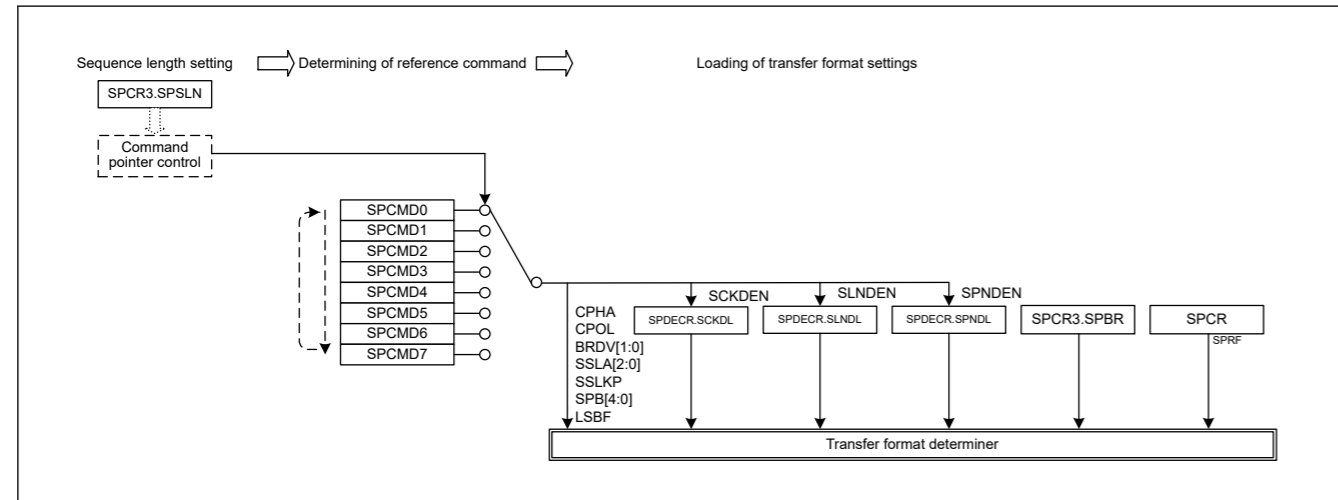 Sequence length setting
Determining of reference command
Loading of transfer format settings
SPCR3.SPSLN
Command
pointer control
SPCMD0
SPCMD1
SPCMD2
SPCMD3
SPCMD4
SPCMD5
SPCMD6
SPCMD7
CPHA
CPOL
BRDV[1:0]
SSLA[2:0]
SSLKP
SPB[4:0]
LSBF
SCKDEN
SPDECR.SCKDL
SLNDEN
SPDECR.SLNDL
SPNDEN
SPDECR.SPNDL
SPCR3.SPBR
SPCR
SPRF
Transfer format determiner